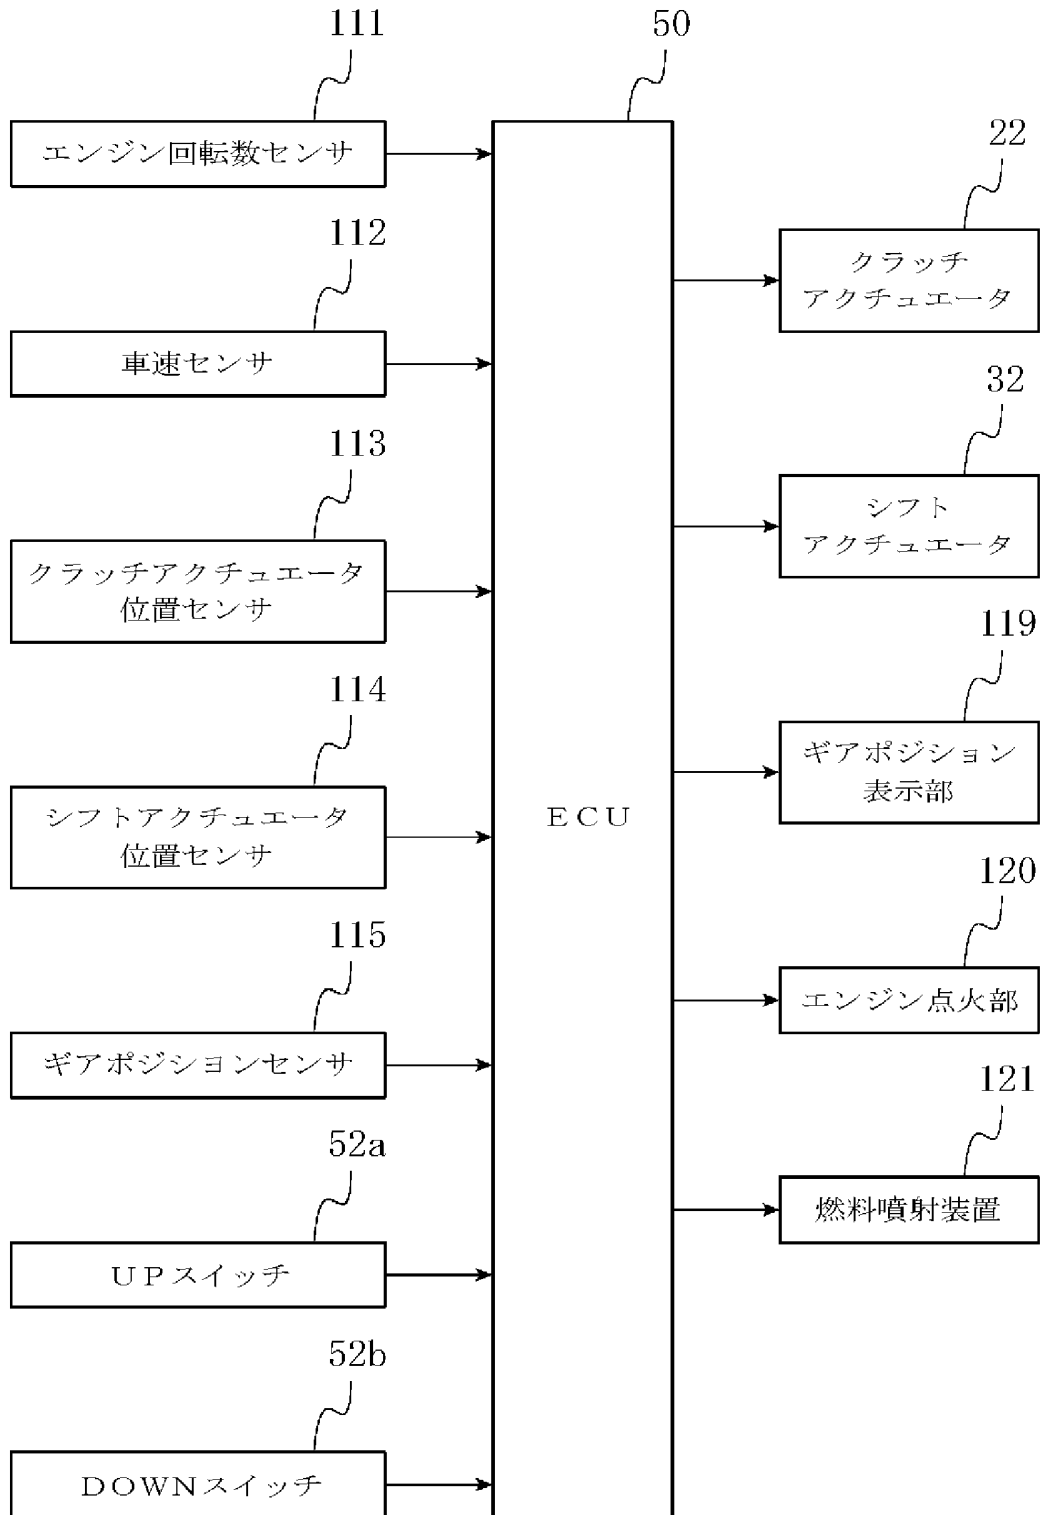 111
エンジン回転数センサ
112
車速センサ
113
クラッチアクチュエータ
位置センサ
114
シフトアクチュエータ
位置センサ
115
ギアポジションセンサ
52a
ＵＰスイッチ
52b
ＤＯＷＮスイッチ
50
ＥＣＵ
22
クラッチ
アクチュエータ
32
シフト
アクチュエータ
119
ギアポジション
表示部
120
エンジン点火部
121
燃料噴射装置